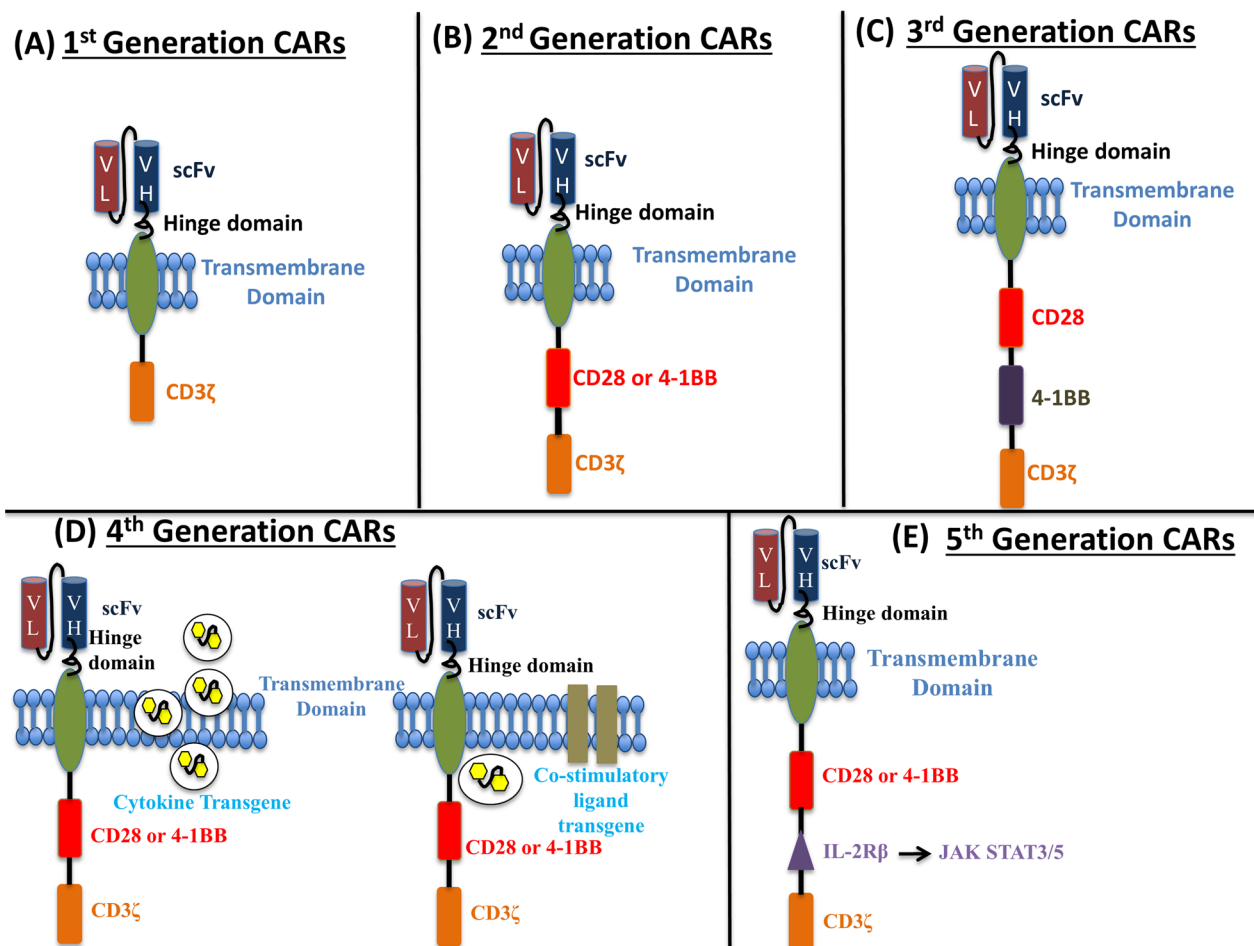 (A) 1st Generation CARs
V
L
V
H
scFv
Hinge domain
Transmembrane
Domain
CD3ζ
(B) 2nd Generation CARs
V
L
V
H
scFv
Hinge domain
Transmembrane
Domain
CD28 or 4-1BB
CD3ζ
(C) 3rd Generation CARs
V
L
V
H
scFv
Hinge domain
Transmembrane
Domain
CD28
4-1BB
CD3ζ
(D) 4th Generation CARs
V
L
V
H
scFv
Hinge
domain
Transmembrane
Domain
Cytokine Transgene
CD28 or 4-1BB
CD3ζ
V
L
V
H
scFv
Hinge domain
Co-stimulatory
ligand
transgene
CD28 or 4-1BB
CD3ζ
(E) 5th Generation CARs
V
L
V
H
scFv
Hinge domain
Transmembrane
Domain
CD28 or 4-1BB
IL-2Rβ → JAK STAT3/5
CD3ζ